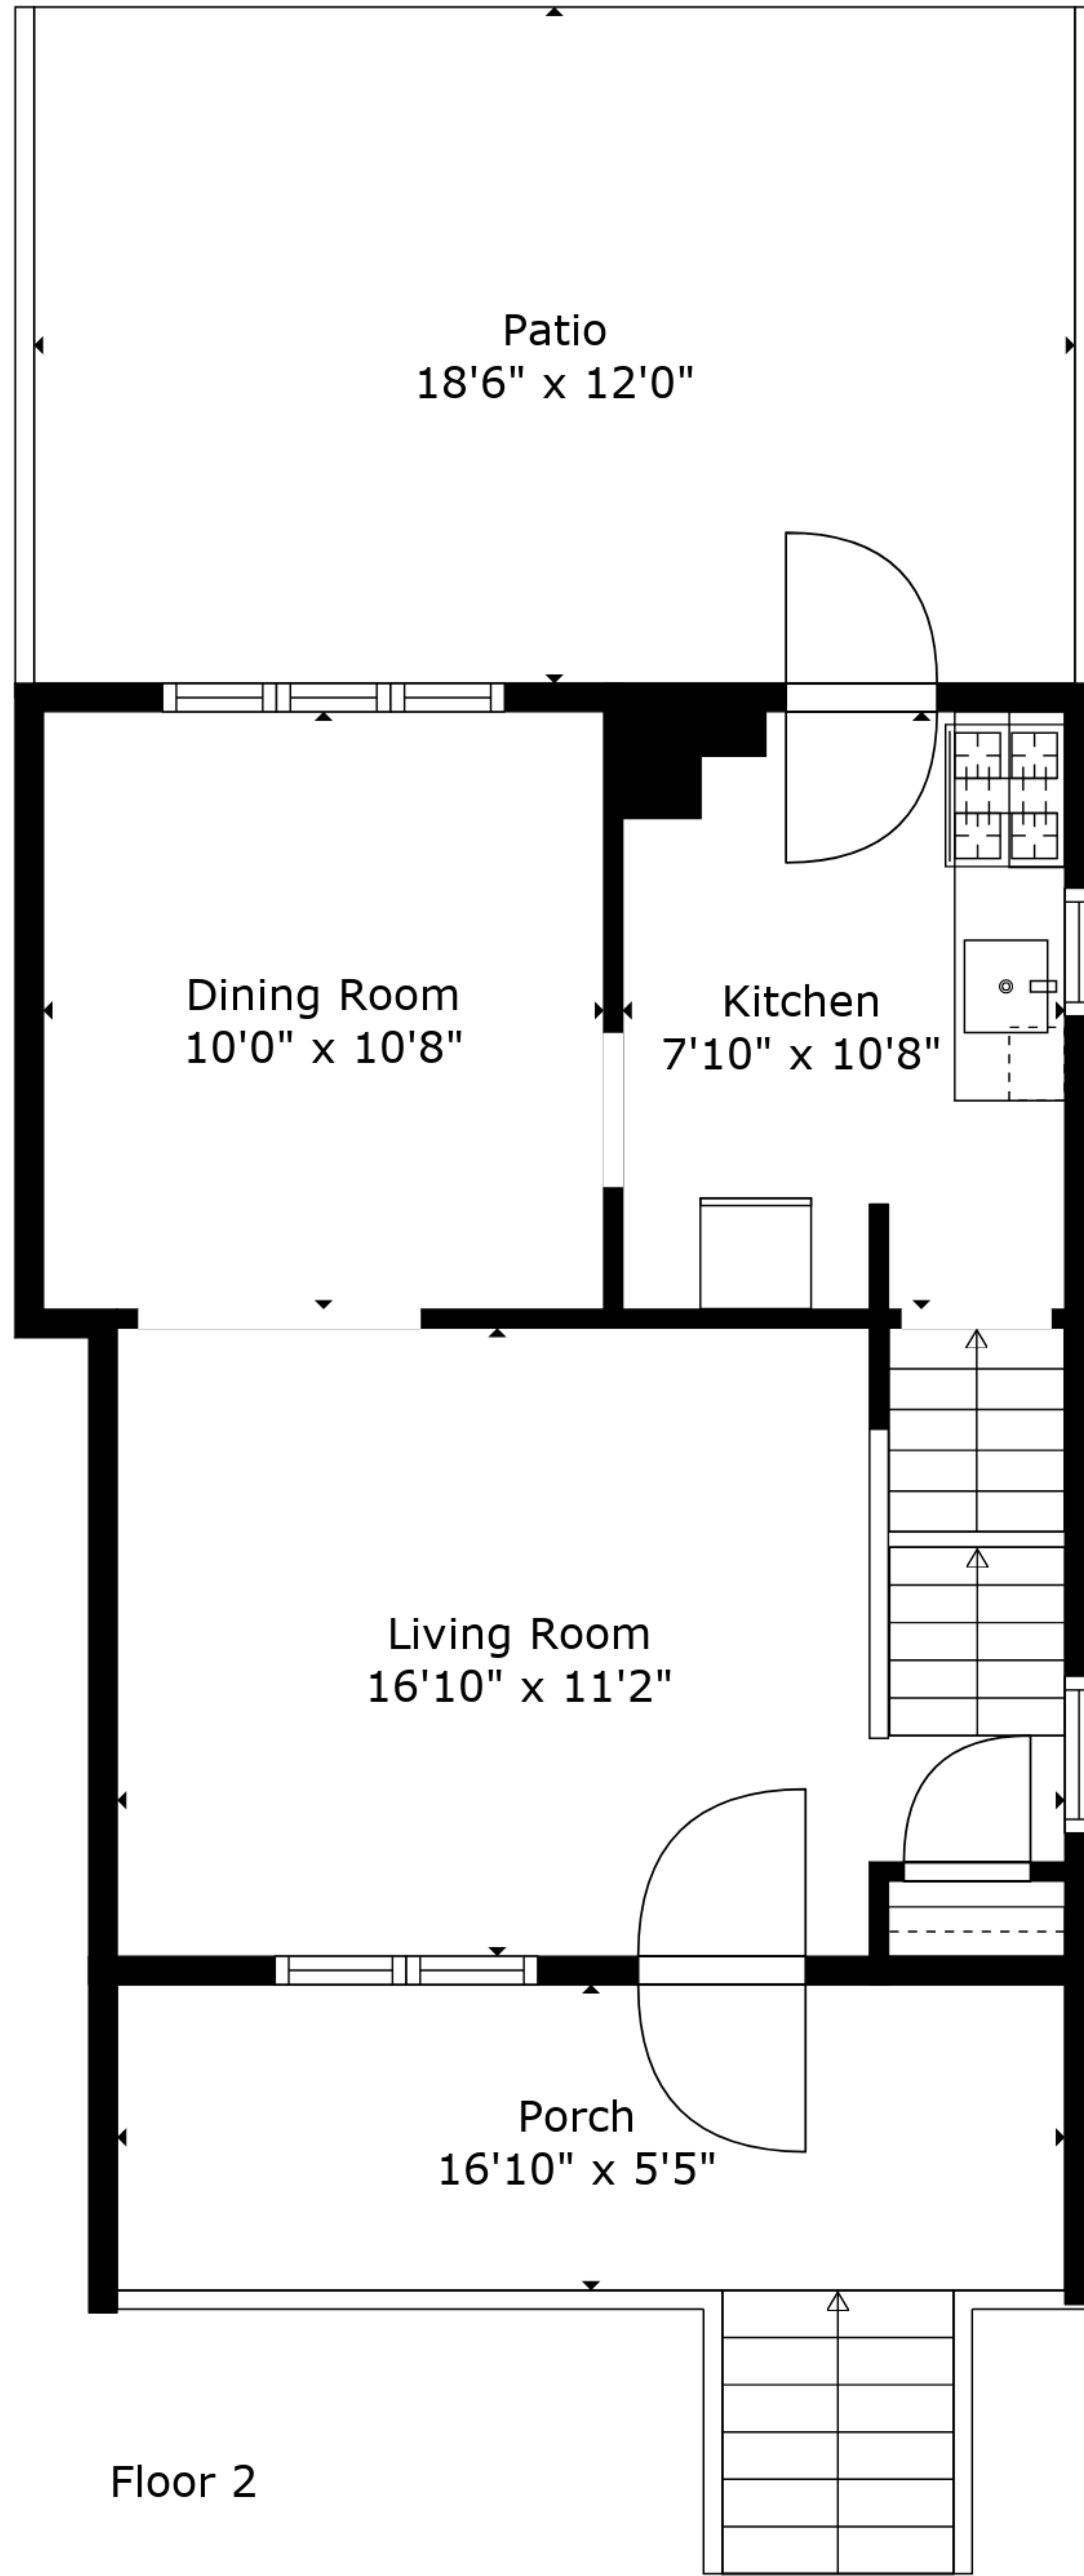 Patio
18'6" x 12'0"
Dining Room
10'0" x 10'8"
Kitchen
7'10" x 10'8"
Living Room
16'10" x 11'2"
Porch
16'10" x 5'5"
Floor 2